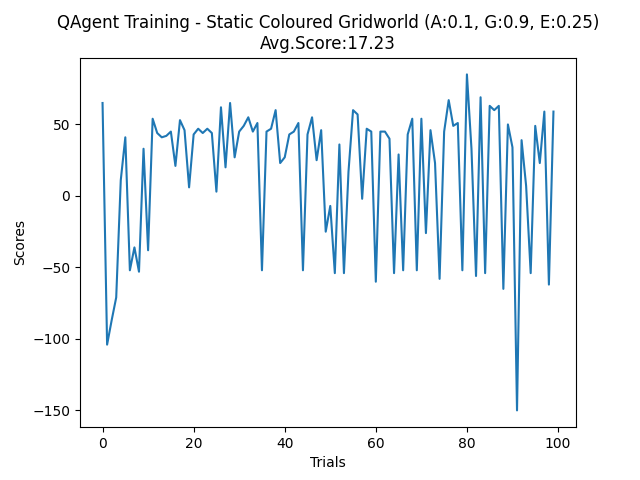 QAgent Training - Static Coloured Gridworld (A:0.1, G:0.9, E:0.25)
Avg.Score:17.23
Scores
50
0
−50
−100
−150
0 20 40 60 80 100
Trials